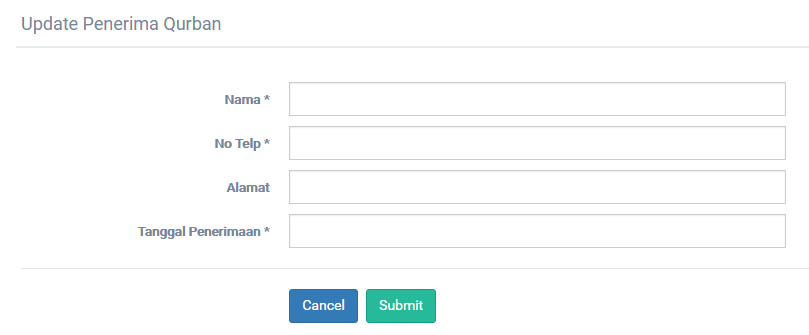 Update Penerima Qurban
Nama *
No Telp *
Alamat
Tanggal Penerimaan *
Cancel Submit